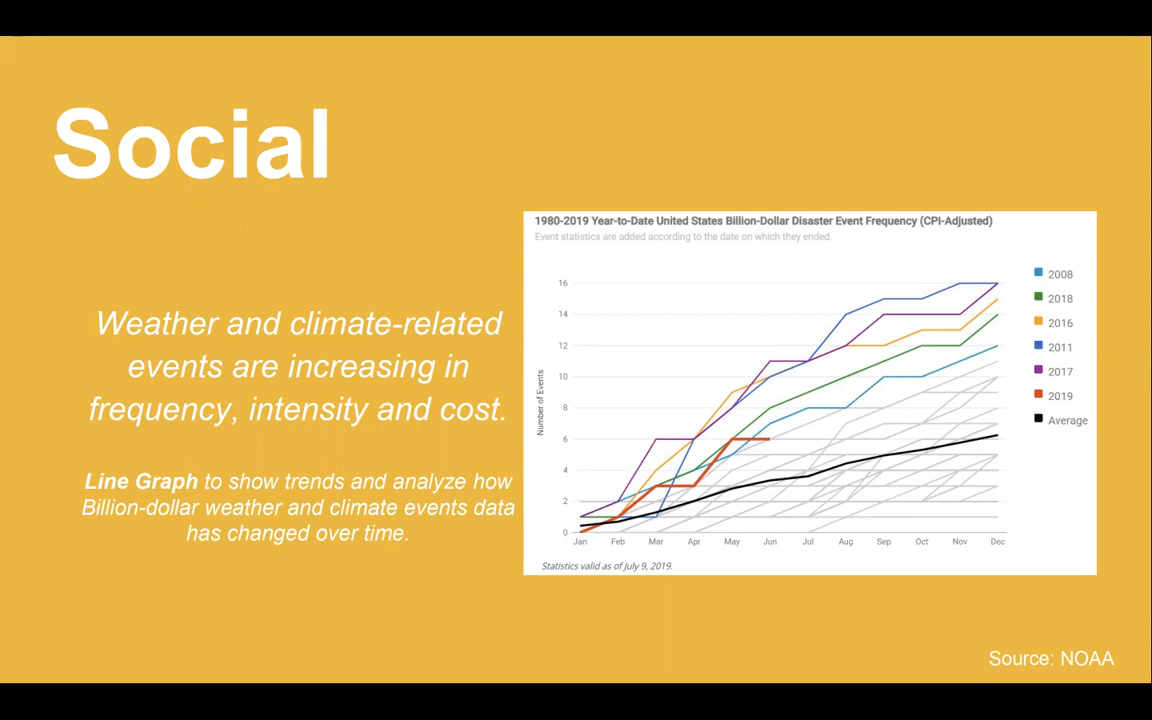 Social
Weather and climate-related
events are increasing in
frequency, intensity and cost.
Line Graph to show trends and analyze how
Billion-dollar weather and climate events data
has changed over time.
1980-2019 Year-to-Date United States Billion-Dollar Disaster Event Frequency (CPI-Adjusted)
Event statistics are added according to the date on which they ended.
Number of Events
16
14
12
10
8
6
4
2
0
Jan Feb Mar Apr May Jun Jul Aug Sep Oct Nov Dec
2008
2018
2016
2011
2017
2019
Average
Statistics valid as of July 9, 2019.
Source: NOAA